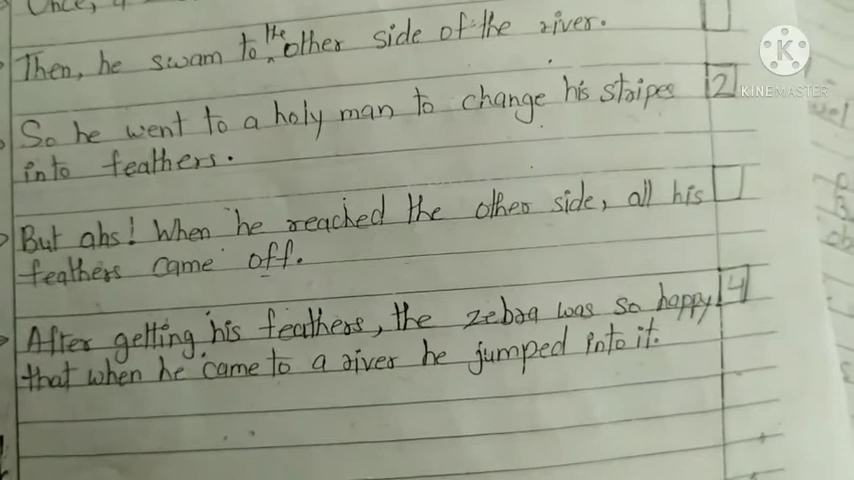 Once,
Then, he swam to the other side of the river.
So he went to a holy man to change his stripes 2
into feathers.
But ahs! When he reached the other side, all his
feathers came off.
After getting his feathers, the zebra was so happy 4
that when he came to a river he jumped into it.
K
KINEMASTER